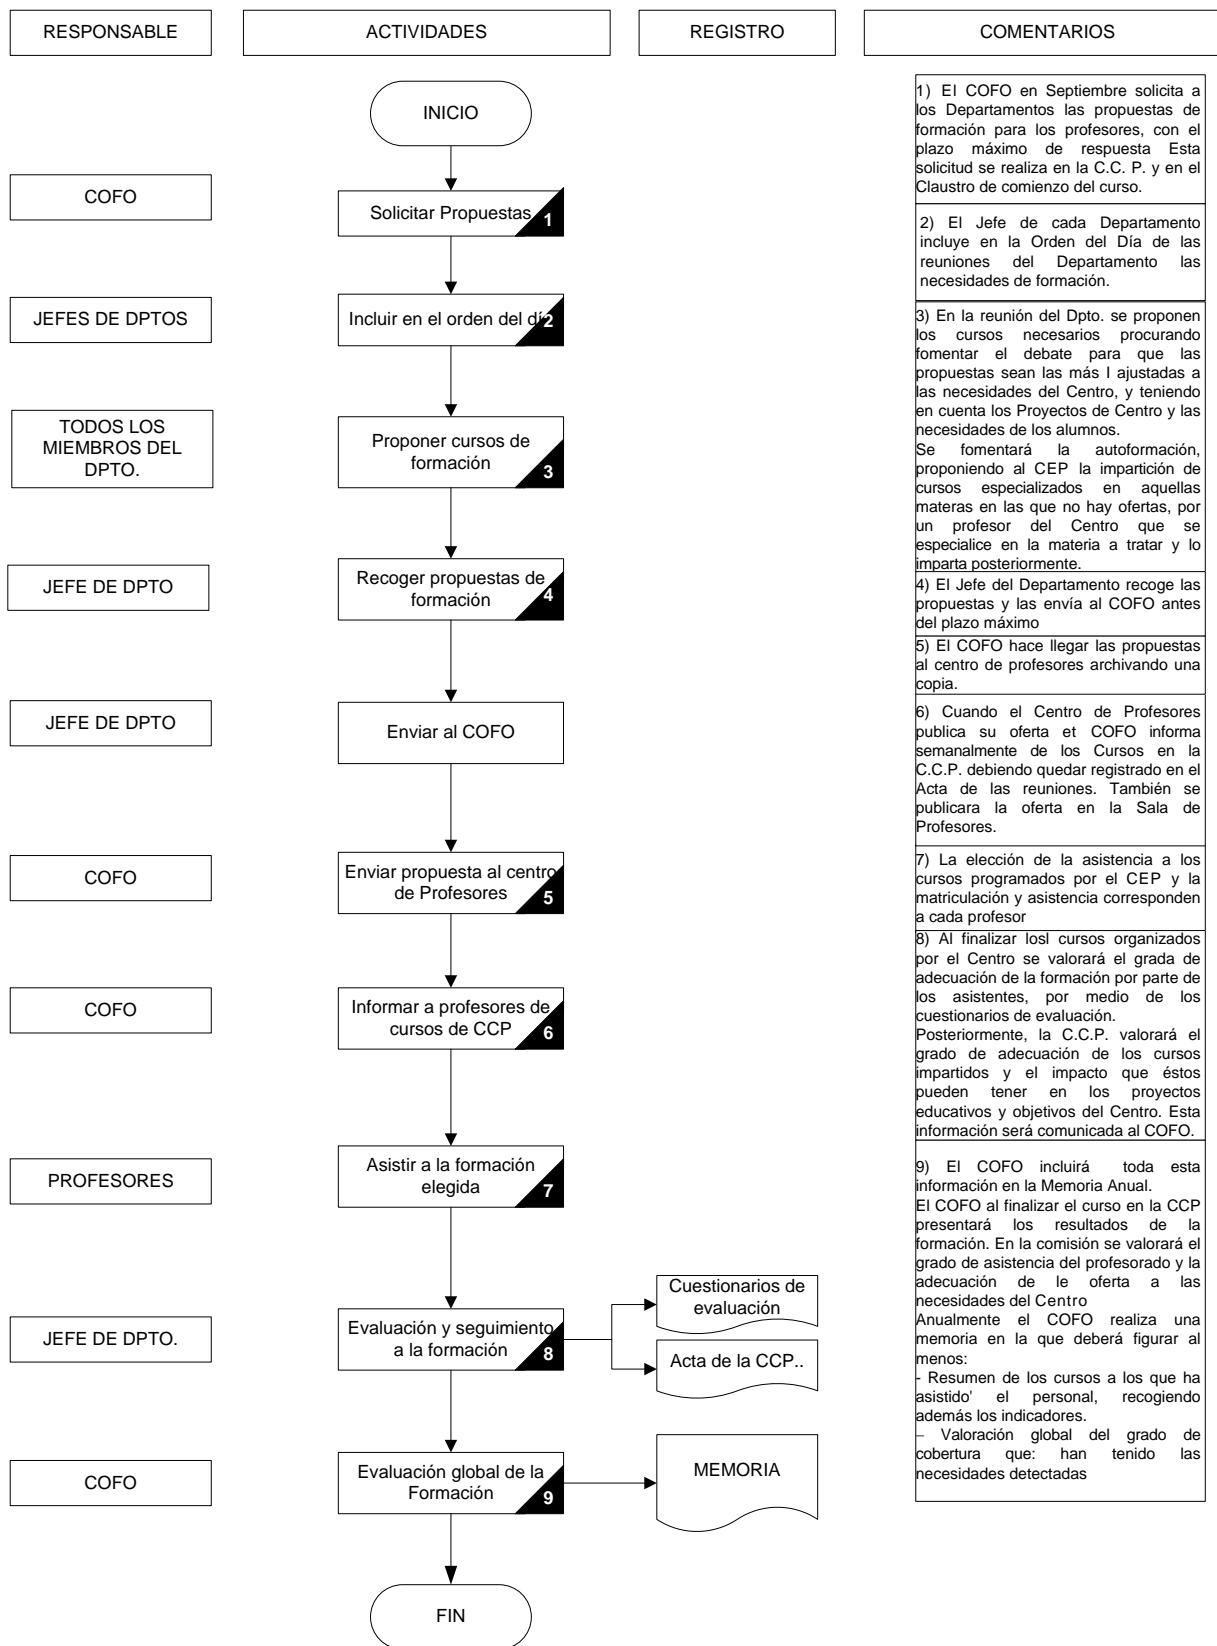 RESPONSABLE
ACTIVIDADES
REGISTRO
COMENTARIOS
INICIO
COFO
Solicitar Propuestas
1
JEFES DE DPTOS
Incluir en el orden del dí
2
TODOS LOS
MIEMBROS DEL
DPTO.
Proponer cursos de
formación
3
JEFE DE DPTO
Recoger propuestas de
formación
4
JEFE DE DPTO
Enviar al COFO
COFO
Enviar propuesta al centro
de Profesores
5
COFO
Informar a profesores de
cursos de CCP
6
PROFESORES
Asistir a la formación
elegida
7
JEFE DE DPTO.
Evaluación y seguimiento
a la formación
8
Cuestionarios de
evaluación
Acta de la CCP..
COFO
Evaluación global de la
Formación
9
MEMORIA
FIN
1) EI COFO en Septiembre solicita a
los Departamentos las propuestas de
formación para los profesores, con el
plazo máximo de respuesta Esta
solicitud se realiza en la C.C. P. y en el
Claustro de comienzo del curso.
2) El Jefe de cada Departamento
incluye en la Orden del Día de las
reuniones del Departamento las
necesidades de formación.
3) En la reunión del Dpto. se proponen
los cursos necesarios procurando
fomentar el debate para que las
propuestas sean las más I ajustadas a
las necesidades del Centro, y teniendo
en cuenta los Proyectos de Centro y las
necesidades de los alumnos.
Se fomentará la autoformación,
proponiendo al CEP la impartición de
cursos especializados en aquellas
materas en las que no hay ofertas, por
un profesor del Centro que se
especialice en la materia a tratar y lo
imparta posteriormente.
4) El Jefe del Departamento recoge las
propuestas y las envía al COFO antes
del plazo máximo
5) El COFO hace llegar las propuestas
al centro de profesores archivando una
copia.
6) Cuando el Centro de Profesores
publica su oferta et COFO informa
semanalmente de los Cursos en la
C.C.P. debiendo quedar registrado en el
Acta de las reuniones. También se
publicara la oferta en la Sala de
Profesores.
7) La elección de la asistencia a los
cursos programados por el CEP y la
matriculación y asistencia corresponden
a cada profesor
8) Al finalizar losl cursos organizados
por el Centro se valorará el grada de
adecuación de la formación por parte de
los asistentes, por medio de los
cuestionarios de evaluación.
Posteriormente, la C.C.P. valorará el
grado de adecuación de los cursos
impartidos y el impacto que éstos
pueden tener en los proyectos
educativos y objetivos del Centro. Esta
información será comunicada al COFO.
9) El COFO incluirá toda esta
información en la Memoria Anual.
El COFO al finalizar el curso en la CCP
presentará los resultados de la
formación. En la comisión se valorará el
grado de asistencia del profesorado y la
adecuación de le oferta a las
necesidades del Centro
Anualmente el COFO realiza una
memoria en la que deberá figurar al
menos:
- Resumen de los cursos a los que ha
asistido' el personal, recogiendo
además los indicadores.
– Valoración global del grado de
cobertura que: han tenido las
necesidades detectadas